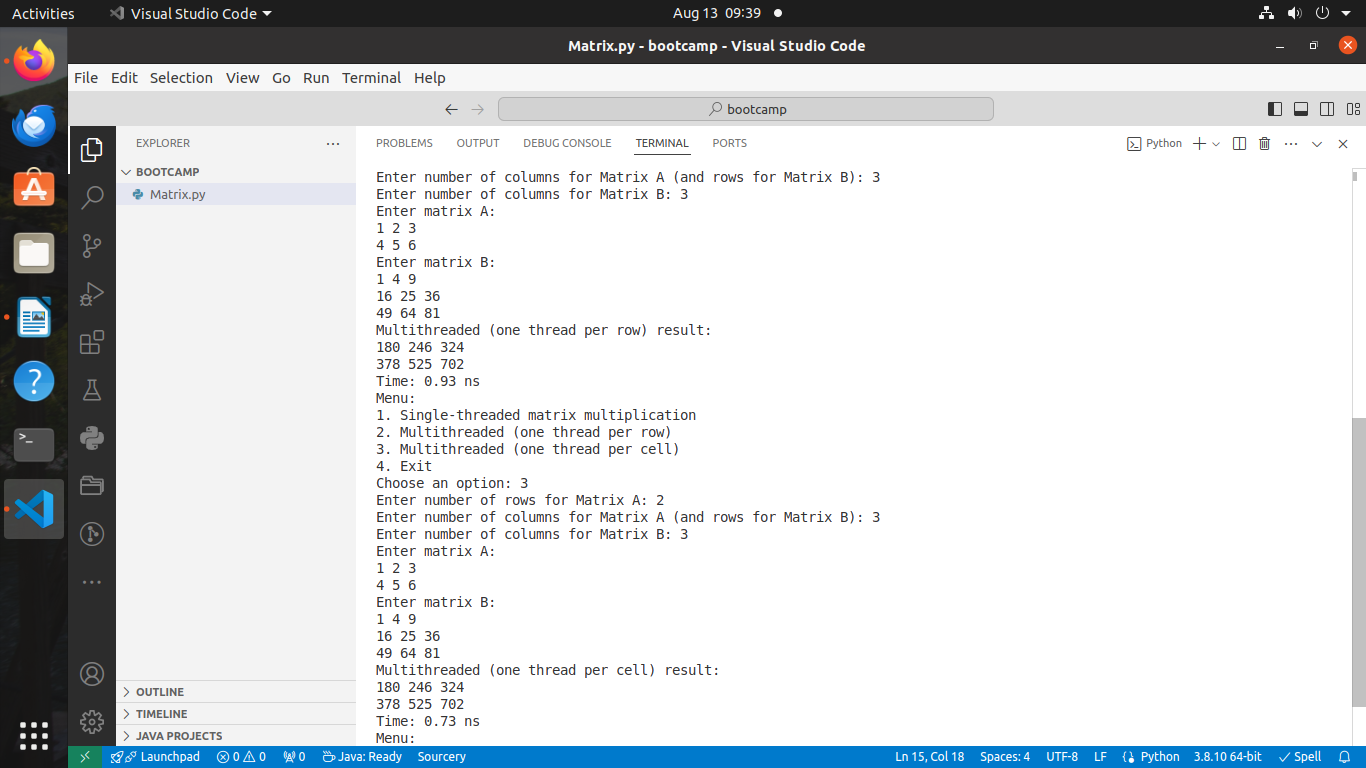 Activities Visual Studio Code Aug 13 09:39
Matrix.py - bootcamp - Visual Studio Code
File Edit Selection View Go Run Terminal Help
bootcamp
EXPLORER
BOOTCAMP
Matrix.py
OUTLINE
TIMELINE
JAVA PROJECTS
PROBLEMS OUTPUT DEBUG CONSOLE TERMINAL PORTS Python
Enter number of columns for Matrix A (and rows for Matrix B): 3
Enter number of columns for Matrix B: 3
Enter matrix A:
1 2 3
4 5 6
Enter matrix B:
1 4 9
16 25 36
49 64 81
Multithreaded (one thread per row) result:
180 246 324
378 525 702
Time: 0.93 ns
Menu:
1. Single-threaded matrix multiplication
2. Multithreaded (one thread per row)
3. Multithreaded (one thread per cell)
4. Exit
Choose an option: 3
Enter number of rows for Matrix A: 2
Enter number of columns for Matrix A (and rows for Matrix B): 3
Enter number of columns for Matrix B: 3
Enter matrix A:
1 2 3
4 5 6
Enter matrix B:
1 4 9
16 25 36
49 64 81
Multithreaded (one thread per cell) result:
180 246 324
378 525 702
Time: 0.73 ns
Menu:
Launchpad 0 0 0 Java: Ready Sourcery Ln 15, Col 18 Spaces: 4 UTF-8 LF Python 3.8.10 64-bit Spell